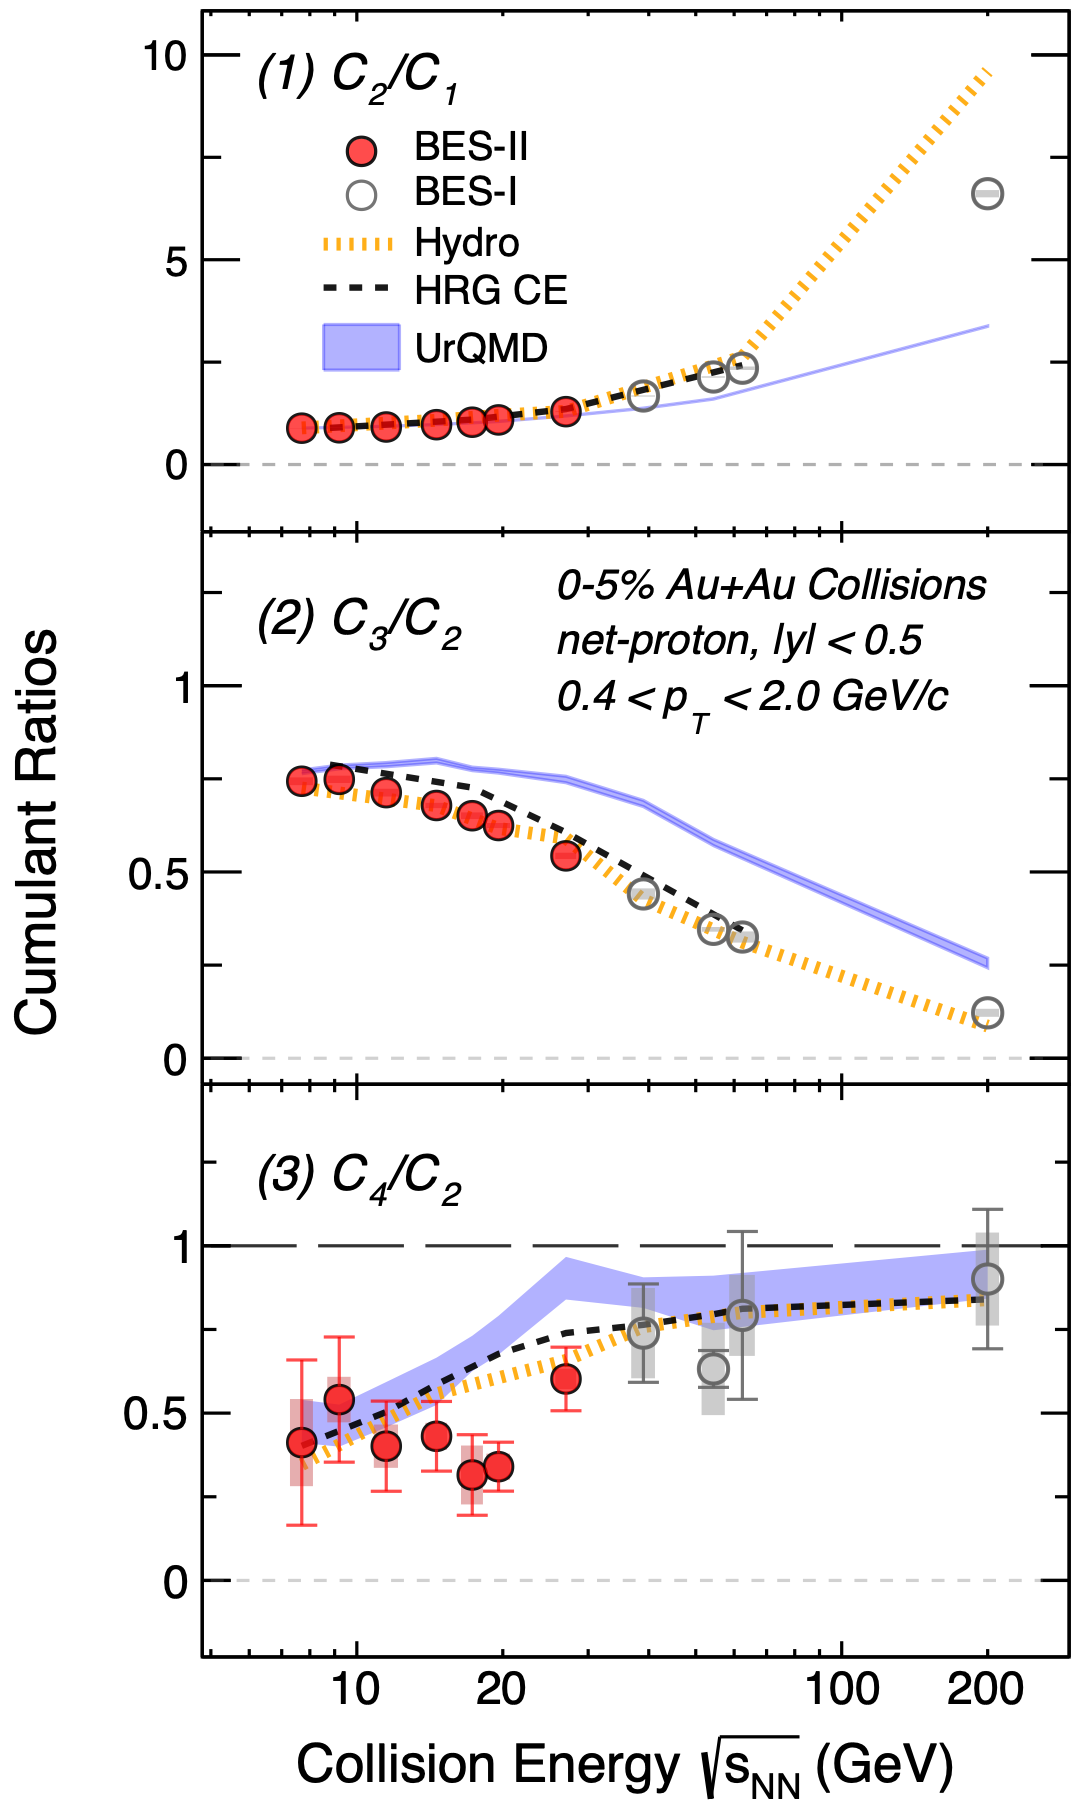 (1) C2/C1
BES-II
BES-I
Hydro
HRG CE
UrQMD
10
5
0
(2) C3/C2
0-5% Au+Au Collisions
net-proton, lyl < 0.5
0.4 < pT < 2.0 GeV/c
1
0.5
0
Cumulant Ratios
(3) C4/C2
1
0.5
0
10 20 100 200
Collision Energy √sNN (GeV)